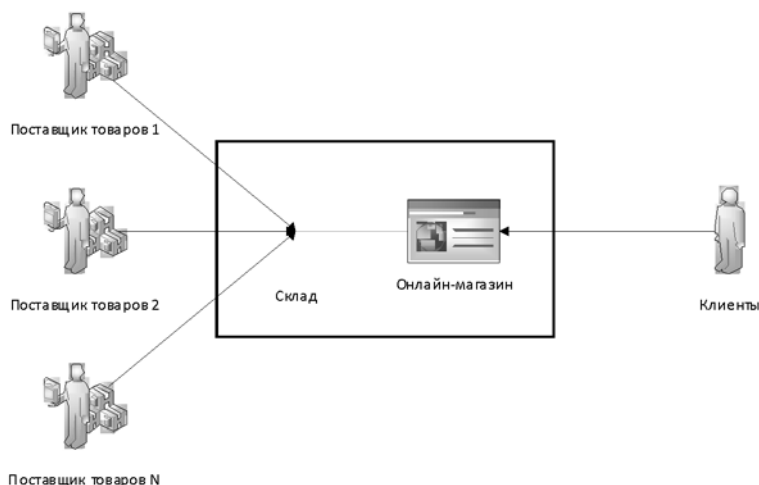 Поставщик товаров 1
Поставщик товаров 2
Склад
Онлайн-магазин
Клиенты
Поставщик товаров N